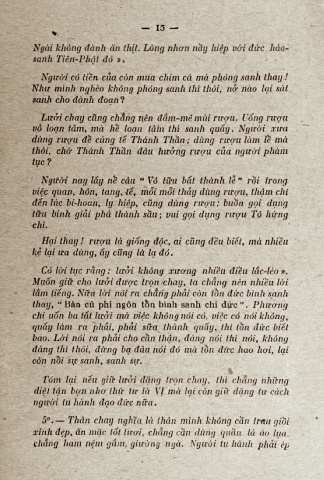 — 15 —
Ngài không đành ăn thịt. Lòng nhơn nầy hiệp với đức háo-
sanh Tiên-Phật đó ».
Người có tiền của còn mua chim cá mà phóng sanh thay!
Như mình nghèo không phóng sanh thì thôi, nở nào lại sát
sanh cho đành đoạn?
Lưỡi chay cũng chẳng nên đắm-mê mùi rượu. Uống rượu
vô loạn tâm, mà hễ loạn tâm thì sanh quấy. Người xưa
dùng rượu để cúng tế Thánh Thần; dùng rượu làm lễ mà
thôi, chớ Thánh Thần đâu hưởng rượu của người phàm
tục?
Người nay lấy nê câu “ Vô tửu bất thành lễ ” rồi trong
việc quan, hôn, tang, tế, mỗi mỗi thảy dùng rượu, thậm chí
đến lúc bi-hoan, ly hiệp, cũng dùng rượu: buồn gọi dụng
tửu binh giải phá thành sầu; vui gọi dụng rượu Tô hứng
chí.
Hại thay! rượu là giống độc, ai cũng đều biết, mà nhiều
kẻ lại ưa dùng, ấy cũng là lạ đó.
Có lời tục rằng: lưỡi không xương nhiều điều lắc-léo ».
Muốn giữ cho lưỡi được trọn chay, ta chẳng nên nhiều lời
lắm tiếng. Nữa lời nói ra chẳng phải còn tồn đức bình sanh
thay, “ Bán cú phi ngôn tổn bình sanh chi đức ”. Phương
chi uốn ba tất lưỡi mà việc không nói có, việc có nói không,
quấy làm ra phải, phải sữa thành quấy, thì tổn đức biết
bao. Lời nói ra phải cho cẩn thận, đáng nói thì nói, không
đáng thì thôi, đừng bạ đâu nói đó mà tổn đức hao hơi, lại
còn nỗi sự sanh, sanh sự.
Tóm lại nếu giữ lưỡi đặng trọn chay, thì chẳng những
diệt tận bọn nhơ thứ tư là Vị mà lại còn giữ đặng tư cách
người tu hành đạo đức nữa.
5º.— Thân chay nghĩa là thân mình không cần trau giồi
xinh đẹp, ăn mặc tốt tươi, chẳng cần dùng quần là áo lụa,
chẳng ham nệm gấm, giường ngà. Người tu hành phải ép